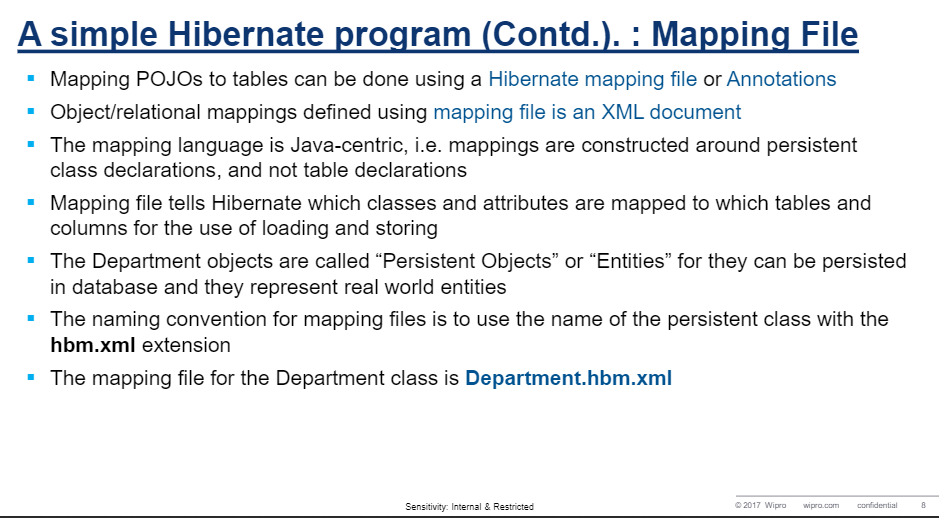 A simple Hibernate program (Contd.). : Mapping File
▪ Mapping POJOs to tables can be done using a Hibernate mapping file or Annotations
▪ Object/relational mappings defined using mapping file is an XML document
▪ The mapping language is Java-centric, i.e. mappings are constructed around persistent
class declarations, and not table declarations
▪ Mapping file tells Hibernate which classes and attributes are mapped to which tables and
columns for the use of loading and storing
▪ The Department objects are called “Persistent Objects” or “Entities” for they can be persisted
in database and they represent real world entities
▪ The naming convention for mapping files is to use the name of the persistent class with the
hbm.xml extension
▪ The mapping file for the Department class is Department.hbm.xml
Sensitivity: Internal & Restricted
© 2017 Wipro wipro.com confidential 8